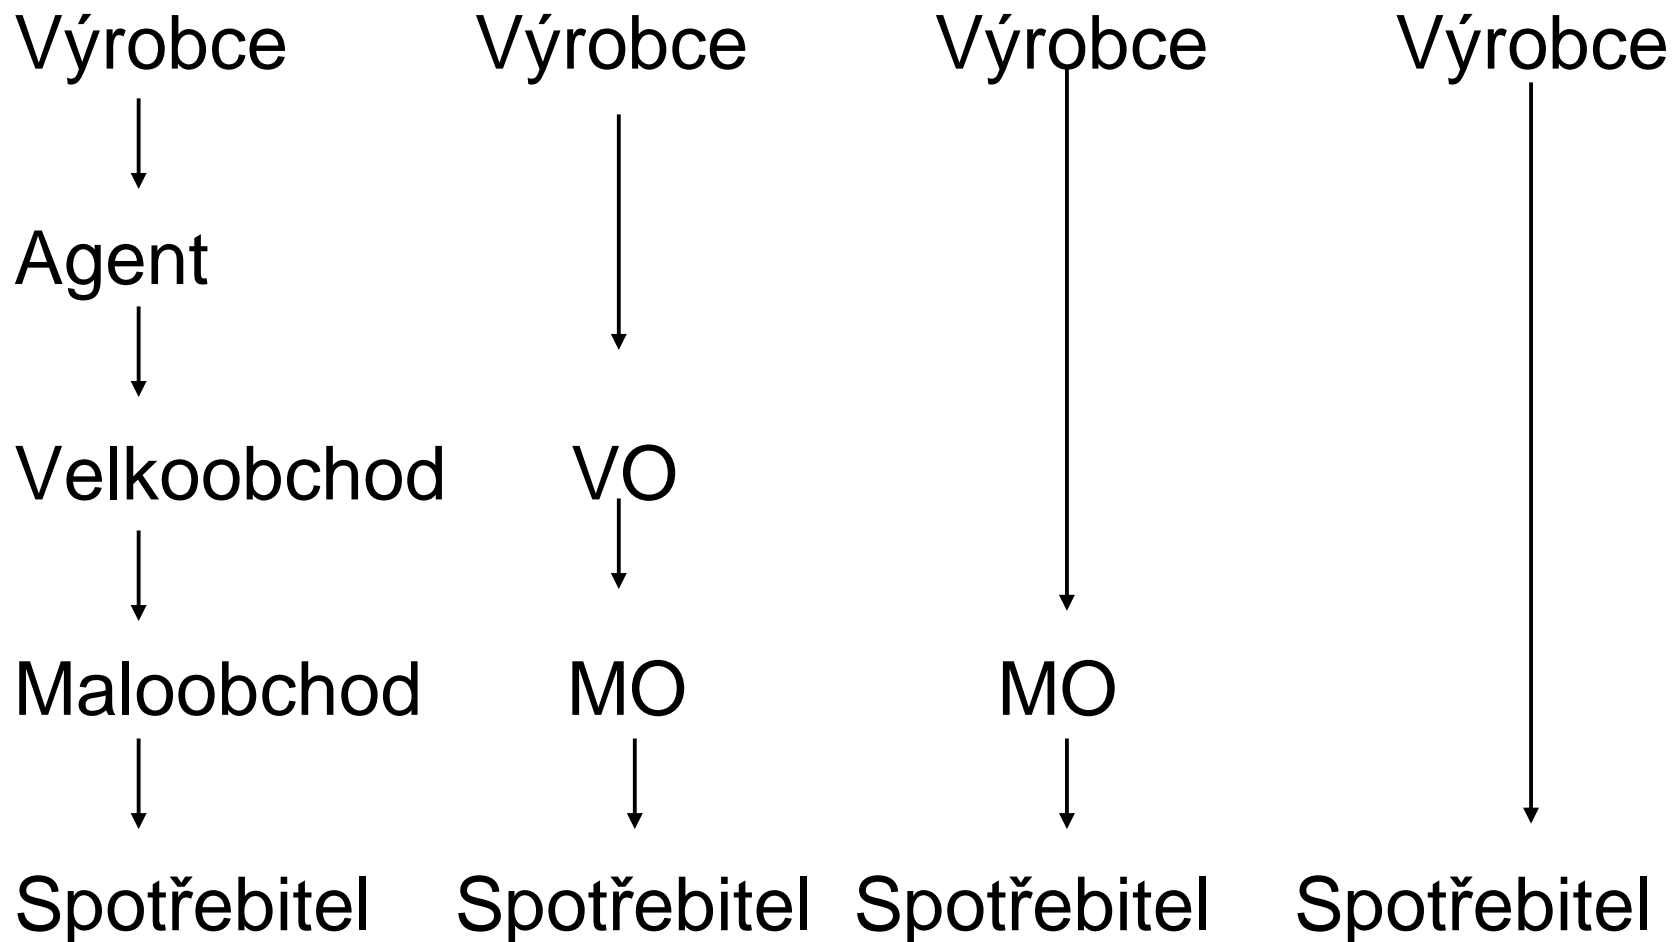 Výrobce Výrobce Výrobce Výrobce
Agent
Velkoobchod VO
Maloobchod MO MO
Spotřebitel Spotřebitel Spotřebitel Spotřebitel